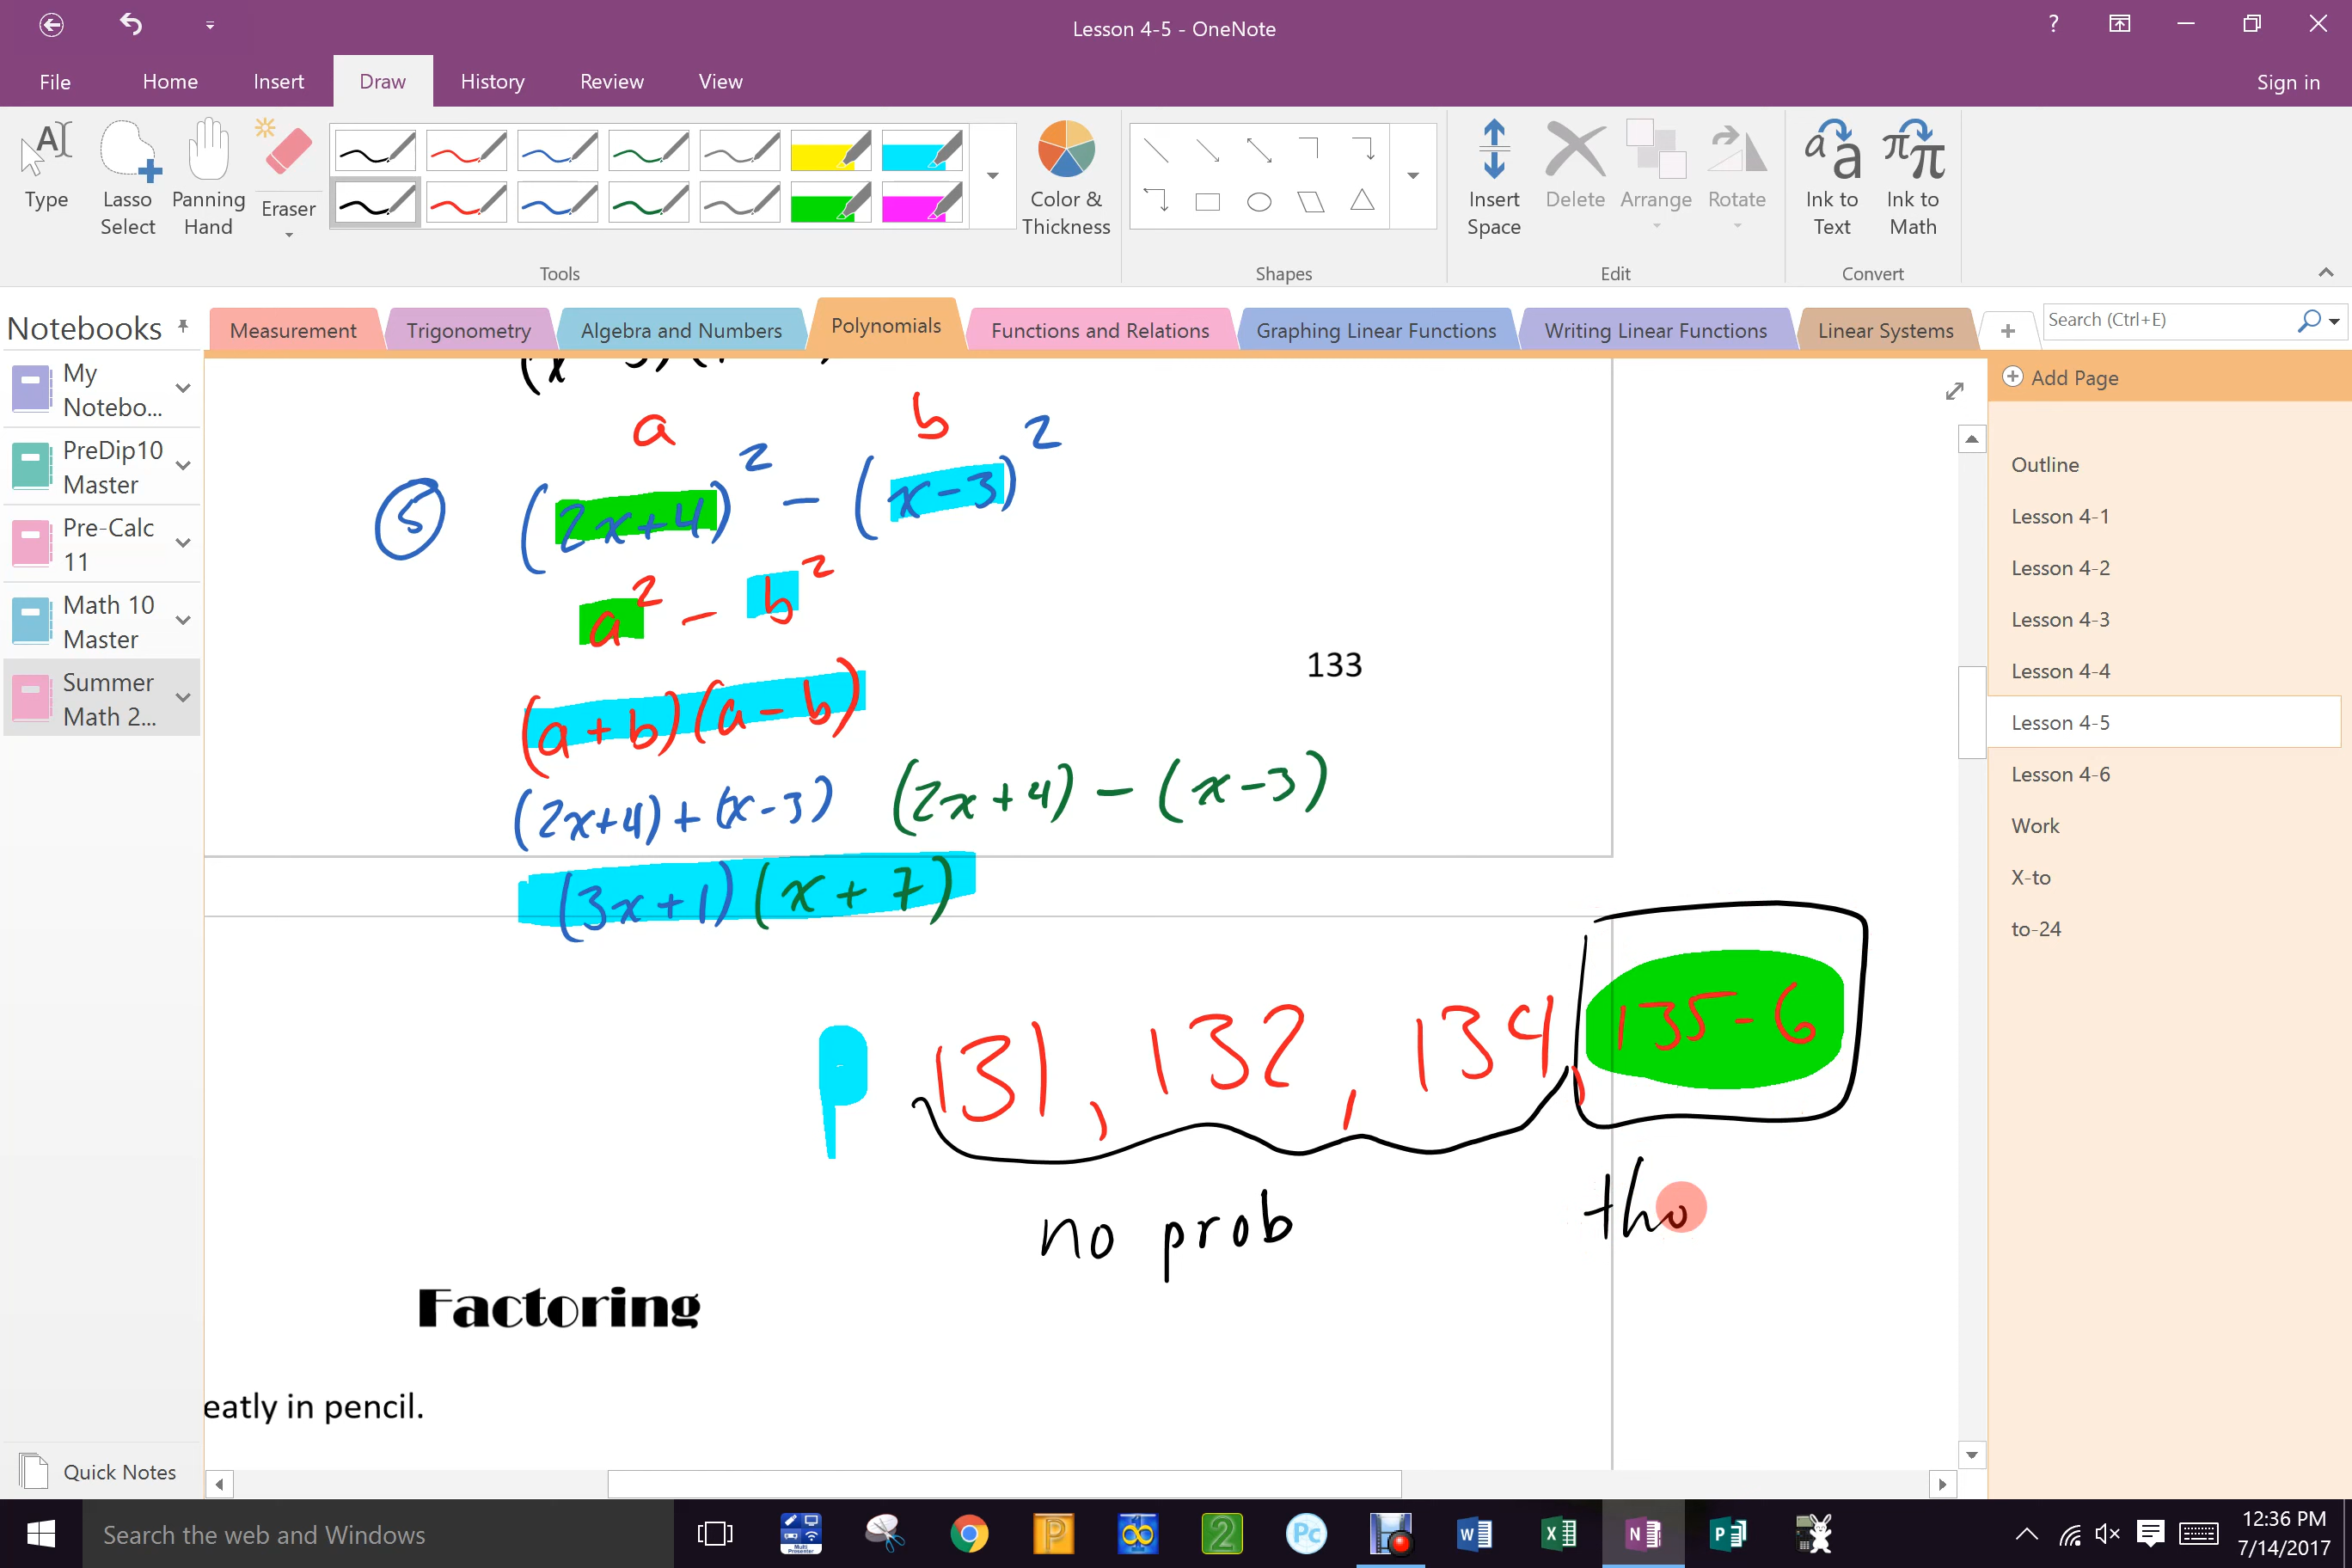 Lesson 4-5 - OneNote
?
File Home Insert Draw History Review View Sign in
Type
Lasso Select
Panning Hand
Eraser
Color & Thickness
Insert Space
Delete
Arrange
Rotate
Ink to Text
Ink to Math
Tools Shapes Edit Convert
Notebooks
Measurement Trigonometry Algebra and Numbers Polynomials Functions and Relations Graphing Linear Functions Writing Linear Functions Linear Systems
Search (Ctrl+E)
My Notebo...
PreDip10 Master
Pre-Calc 11
Math 10 Master
Summer Math 2...
Quick Notes
a b
⑤ (2x+4)² − (x−3)²
a² − b²
133
(a+b)(a−b)
(2x+4)+(x−3) (2x+4)−(x−3)
(3x+1)(x+7)
P 131, 132, 134, 135-6
no prob tho
Factoring
eatly in pencil.
Add Page
Outline
Lesson 4-1
Lesson 4-2
Lesson 4-3
Lesson 4-4
Lesson 4-5
Lesson 4-6
Work
X-to
to-24
Search the web and Windows
12:36 PM
7/14/2017